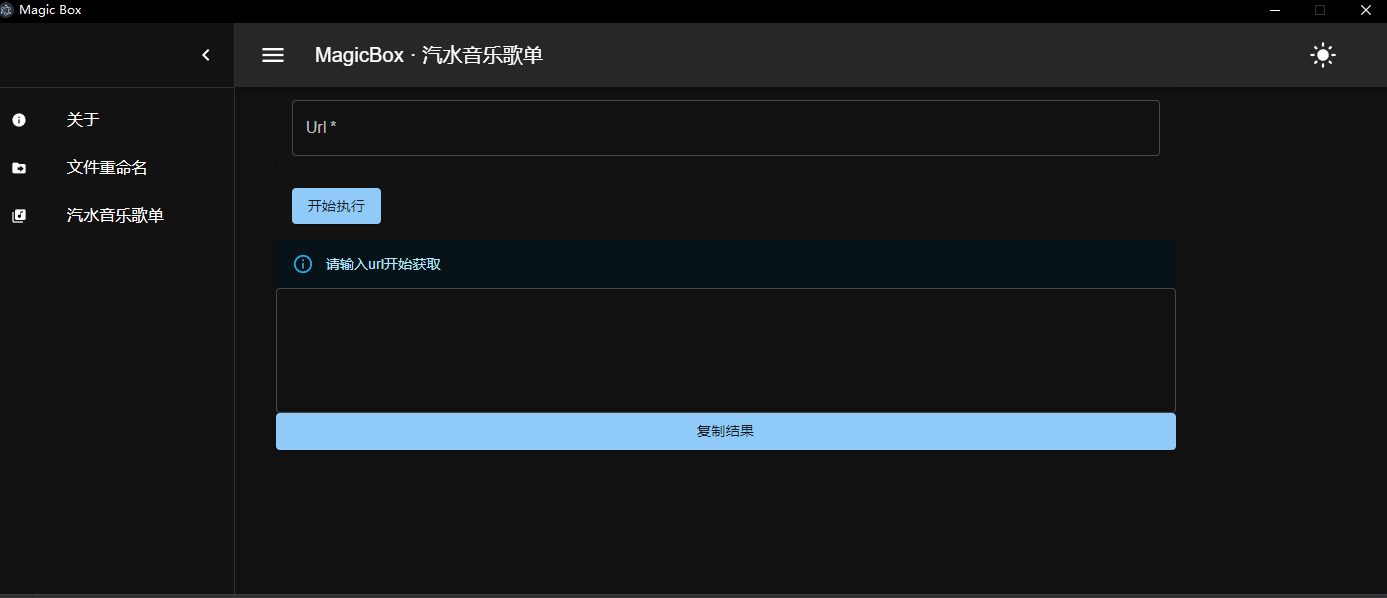 Magic Box
MagicBox · 汽水音乐歌单
关于
文件重命名
汽水音乐歌单
Url *
开始执行
请输入url开始获取
复制结果